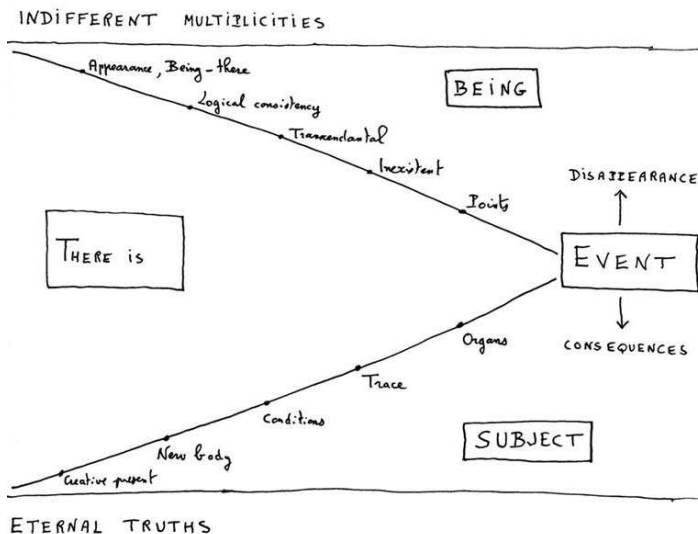 INDIFFERENT MULTIPLICITIES
Appearance, Being-there
BEING
Logical consistency
Transcendantal
Inexistent
DISAPPEARANCE
Points
THERE is
EVENT
Organs
CONSEQUENCES
Trace
Conditions
SUBJECT
New body
Creative present
ETERNAL TRUTHS